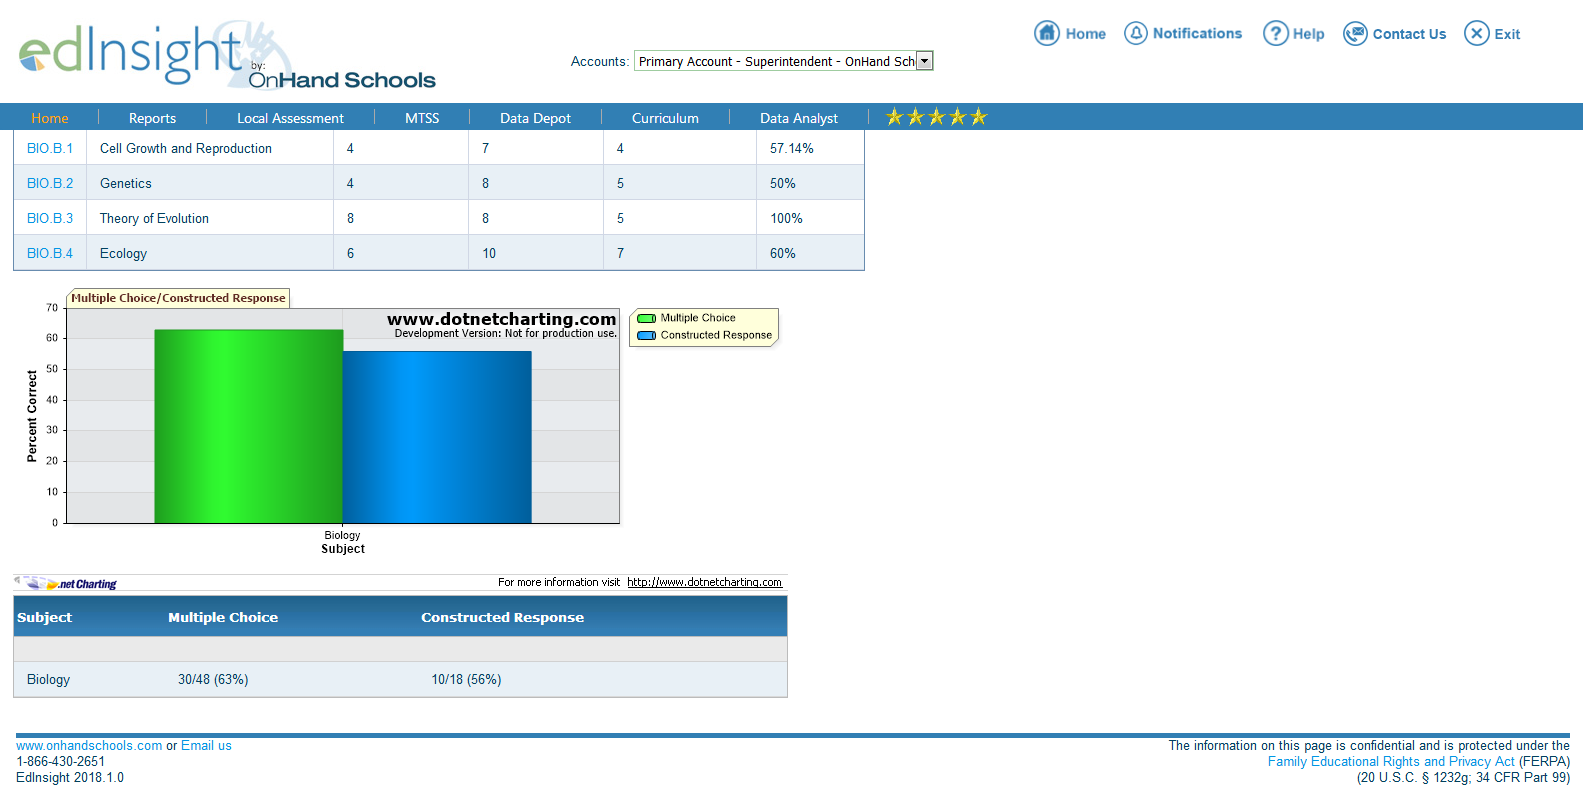 edInsight by: OnHand Schools
Accounts: Primary Account - Superintendent - OnHand Sch
Home Notifications Help Contact Us Exit
Home Reports Local Assessment MTSS Data Depot Curriculum Data Analyst
BIO.B.1 Cell Growth and Reproduction 4 7 4 57.14%
BIO.B.2 Genetics 4 8 5 50%
BIO.B.3 Theory of Evolution 8 8 5 100%
BIO.B.4 Ecology 6 10 7 60%
Multiple Choice/Constructed Response
www.dotnetcharting.com
Development Version: Not for production use.
Multiple Choice
Constructed Response
Percent Correct
70
60
50
40
30
20
10
0
Biology
Subject
.net Charting
For more information visit http://www.dotnetcharting.com
Subject Multiple Choice Constructed Response
Biology 30/48 (63%) 10/18 (56%)
www.onhandschools.com or Email us
1-866-430-2651
EdInsight 2018.1.0
The information on this page is confidential and is protected under the
Family Educational Rights and Privacy Act (FERPA)
(20 U.S.C. § 1232g; 34 CFR Part 99)